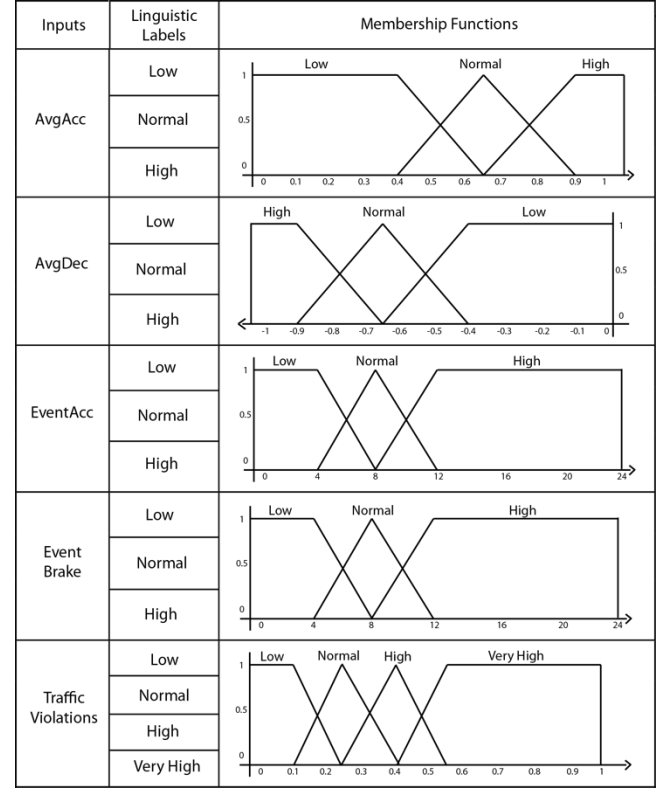 Inputs
Linguistic
Labels
Membership Functions
AvgAcc
Low
Normal
High
Low Normal High
1
0.5
0
0 0.1 0.2 0.3 0.4 0.5 0.6 0.7 0.8 0.9 1
AvgDec
Low
Normal
High
High Normal Low
1
0.5
0
-1 -0.9 -0.8 -0.7 -0.6 -0.5 -0.4 -0.3 -0.2 -0.1 0
EventAcc
Low
Normal
High
Low Normal High
1
0.5
0
0 4 8 12 16 20 24
Event
Brake
Low
Normal
High
Low Normal High
1
0.5
0
0 4 8 12 16 20 24
Traffic
Violations
Low
Normal
High
Very High
Low Normal High Very High
1
0.5
0
0 0.1 0.2 0.3 0.4 0.5 0.6 0.7 0.8 0.9 1